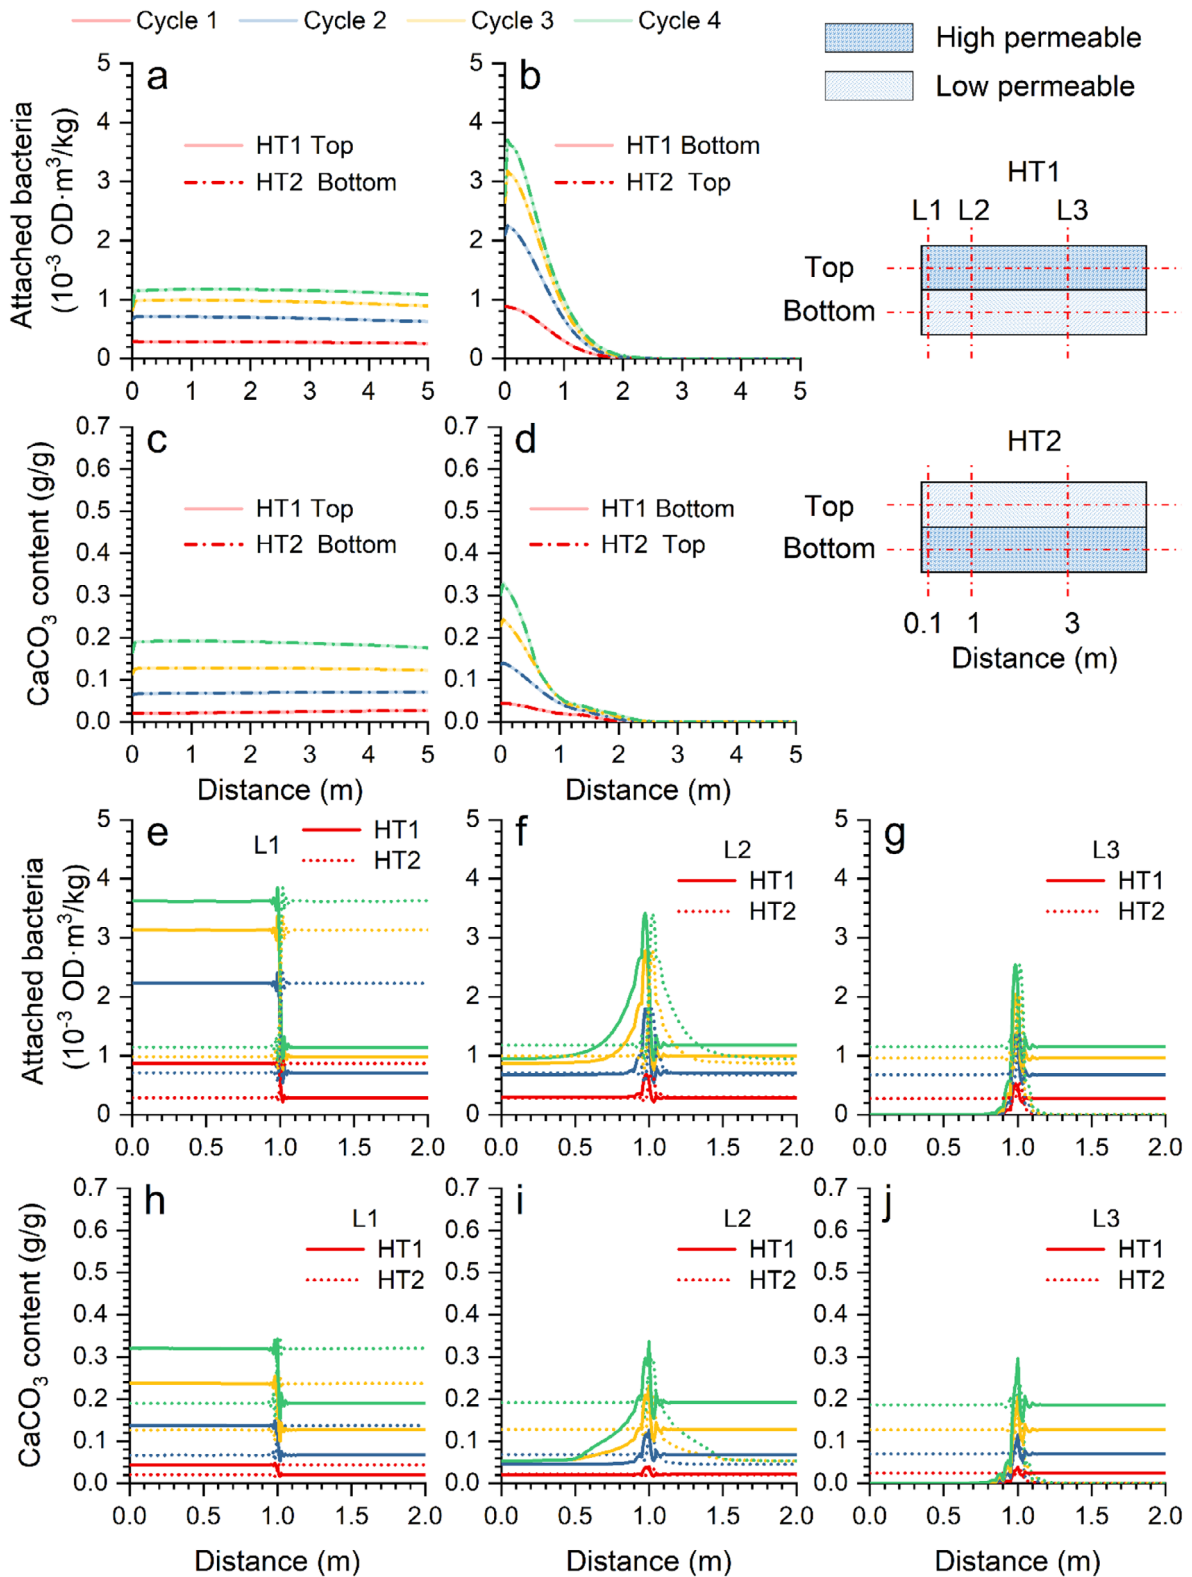 Cycle 1 Cycle 2 Cycle 3 Cycle 4
High permeable
Low permeable
a
HT1 Top
HT2 Bottom
Attached bacteria
(10⁻³ OD·m³/kg)
5
4
3
2
1
0
0 1 2 3 4 5
b
HT1 Bottom
HT2 Top
5
4
3
2
1
0
0 1 2 3 4 5
HT1
L1 L2 L3
Top
Bottom
c
HT1 Top
HT2 Bottom
CaCO₃ content (g/g)
0.7
0.6
0.5
0.4
0.3
0.2
0.1
0.0
0 1 2 3 4 5
Distance (m)
d
HT1 Bottom
HT2 Top
0.7
0.6
0.5
0.4
0.3
0.2
0.1
0.0
0 1 2 3 4 5
Distance (m)
HT2
Top
Bottom
0.1 1 3
Distance (m)
e
L1
HT1
HT2
Attached bacteria
(10⁻³ OD·m³/kg)
5
4
3
2
1
0
0.0 0.5 1.0 1.5 2.0
f
L2
HT1
HT2
5
4
3
2
1
0
0.0 0.5 1.0 1.5 2.0
g
L3
HT1
HT2
5
4
3
2
1
0
0.0 0.5 1.0 1.5 2.0
h
L1
HT1
HT2
CaCO₃ content (g/g)
0.7
0.6
0.5
0.4
0.3
0.2
0.1
0.0
0.0 0.5 1.0 1.5 2.0
Distance (m)
i
L2
HT1
HT2
0.7
0.6
0.5
0.4
0.3
0.2
0.1
0.0
0.0 0.5 1.0 1.5 2.0
Distance (m)
j
L3
HT1
HT2
0.7
0.6
0.5
0.4
0.3
0.2
0.1
0.0
0.0 0.5 1.0 1.5 2.0
Distance (m)